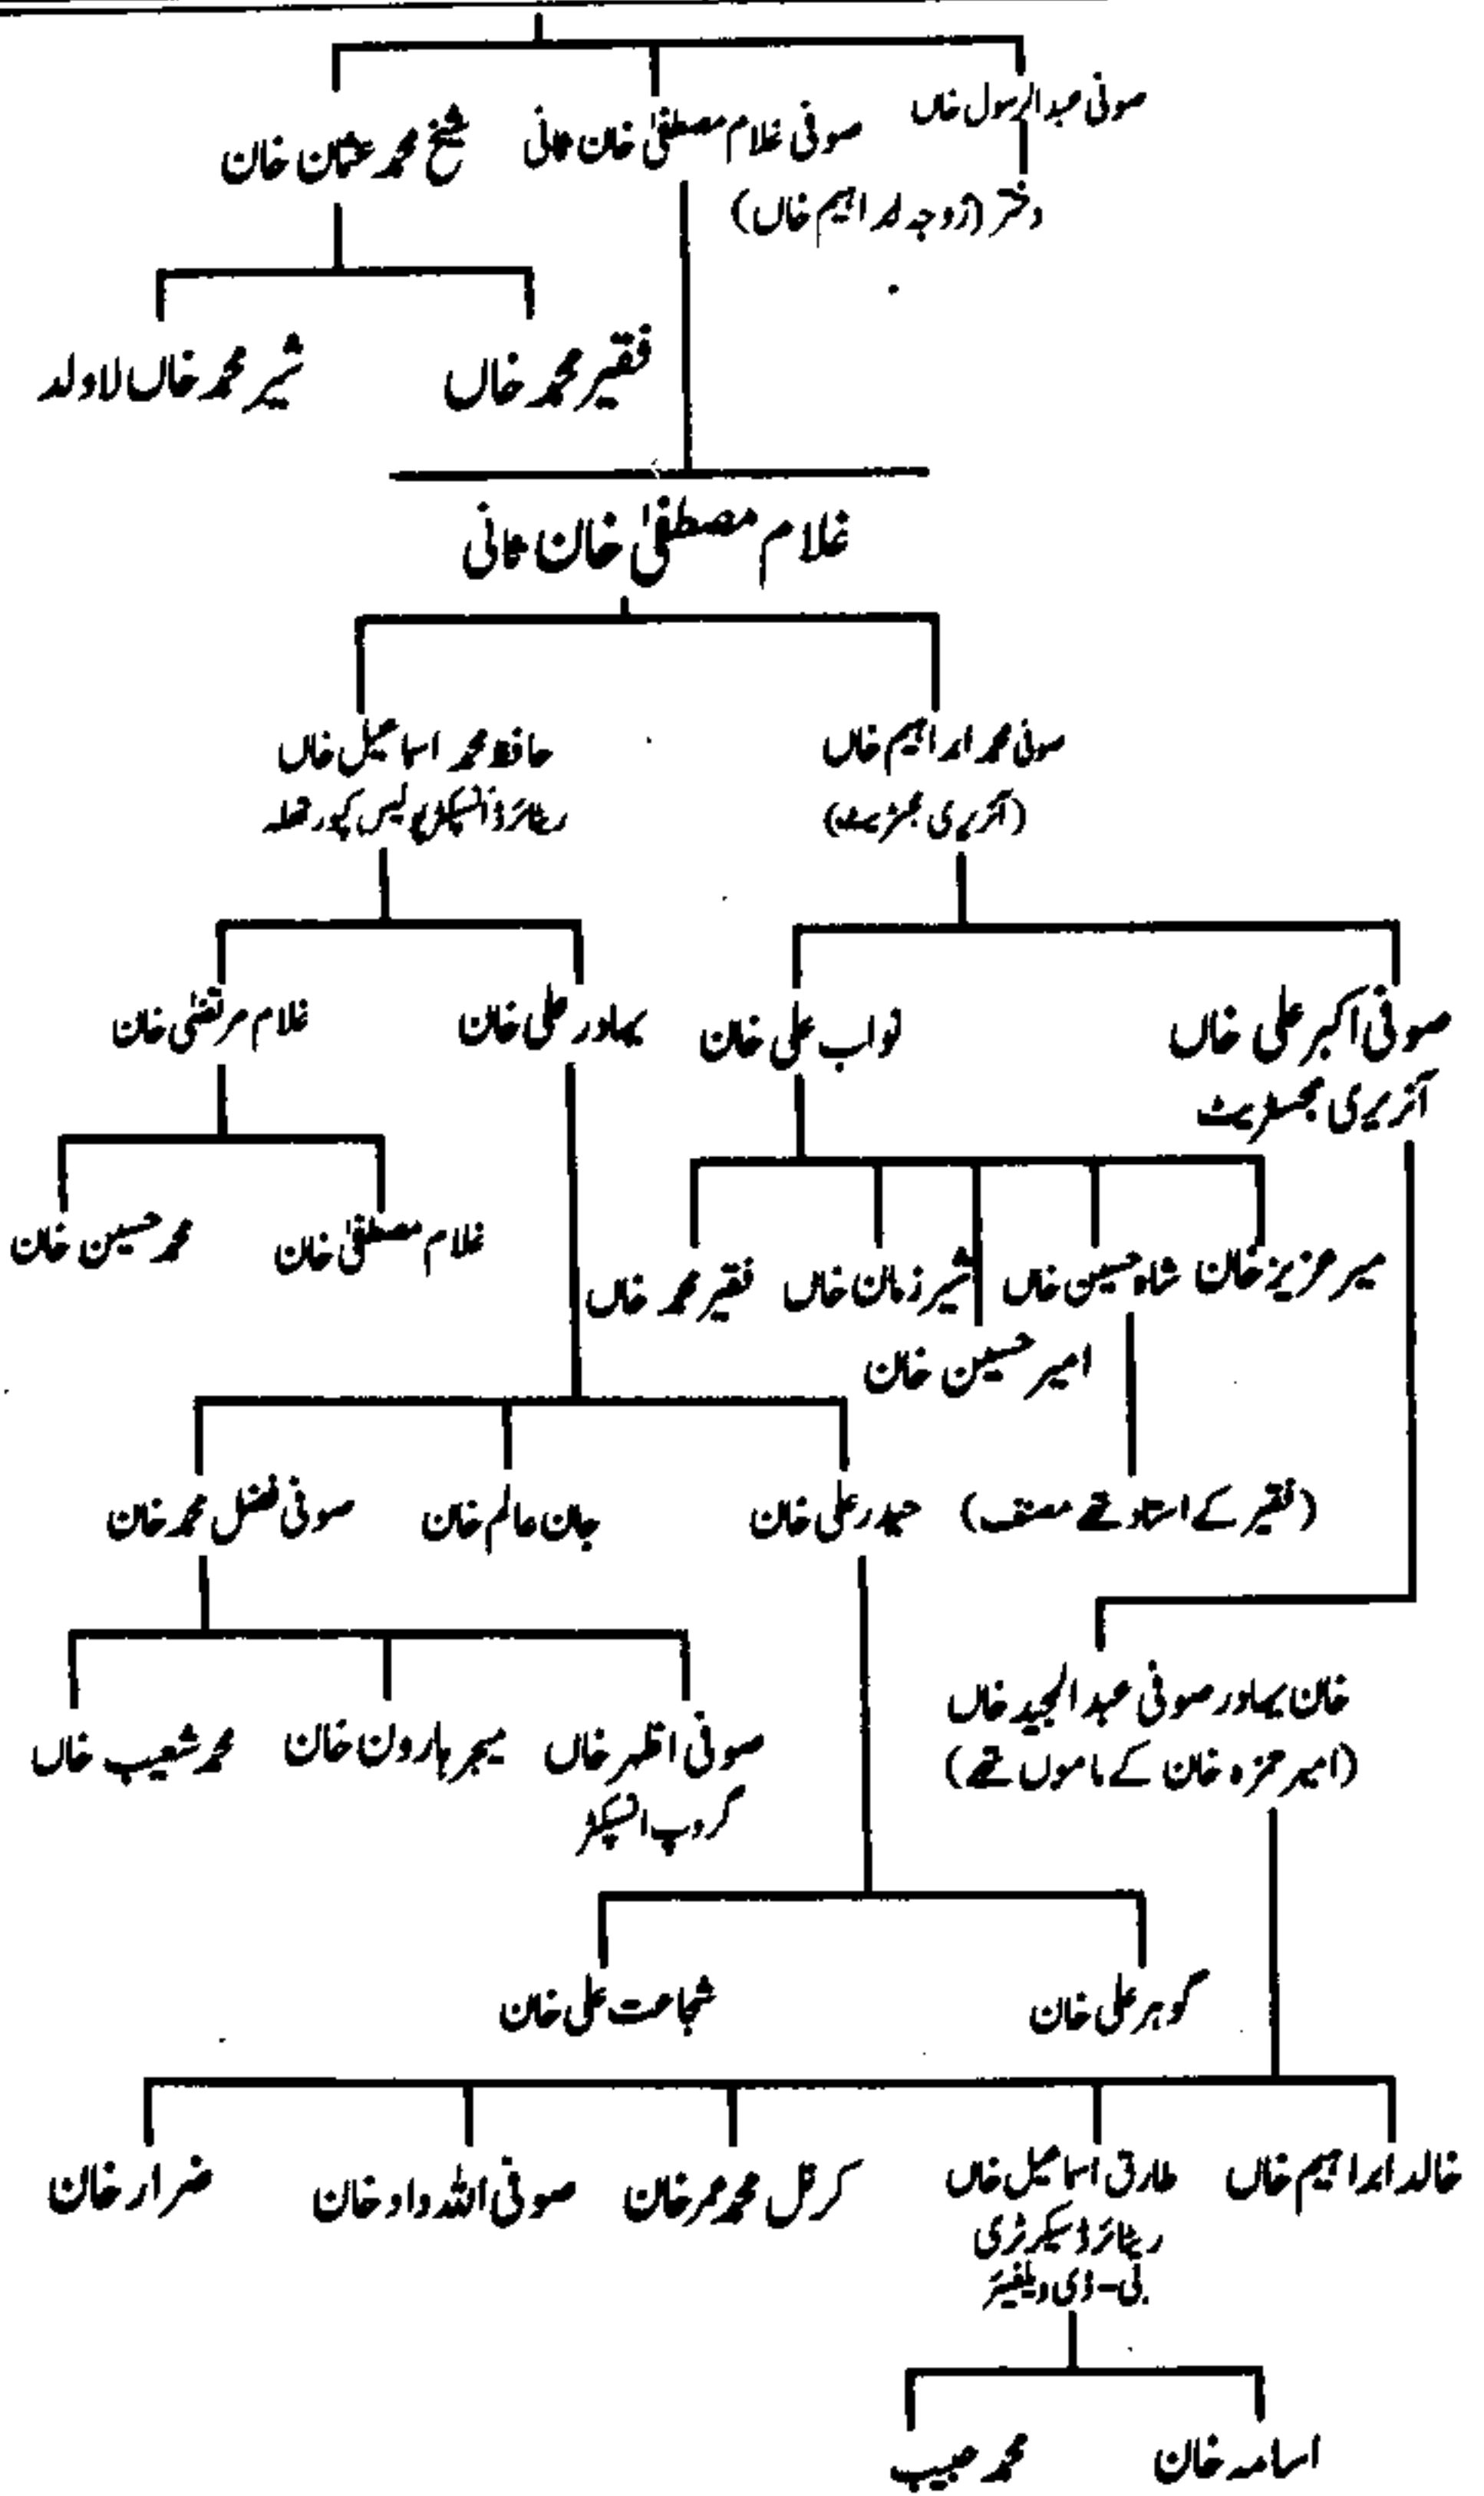 صوفی عبدالرسول خاں
صوفی غلام مصطفیٰ خان ثانی
شیخ محمد عثمان خان
دختر (زوجہ ابراہیم خاں)
فقیر محمد خاں
شیر محمد خاں لاولد
غلام مصطفیٰ خان ثانی
صوفی محمد ابراہیم خاں
حافظ محمد اسماعیل خاں
(آنریری مجسٹریٹ)
ریٹائرڈ انسپکٹر پولیس کپورتھلہ
صوفی اکبر علی خاں
نواب علی خان
بہادر علی خان
غلام مرتضیٰ خان
آنریری مجسٹریٹ
میر عزیز خان
شاہ حسین خاں
شیر زمان خاں
فقیر محمد خاں
غلام مصطفیٰ خان
محمد حسین خان
امیر حسین خان
(فقیر کے استاد تھے مصنف)
حیدر علی خان
جان عالم خان
صوفی فضل محمد خان
خان بہادر صوفی عبدالمجید خاں
(امیر حمزہ خان کے ماموں تھے)
صوفی اظہر خاں
میجر ہارون خان
محمد شعیب خاں
گروپ انسپکٹر
گوہر علی خان
شجاعت علی خان
خالد ابراہیم خاں
طارق اسماعیل خاں
کرنل محمد عمر خان
صوفی اللہ داد خان
ضرار خان
ریٹائرڈ سیکرٹری
بی-ڈی ویلفیئر
اسامہ خان
محمد حبیب